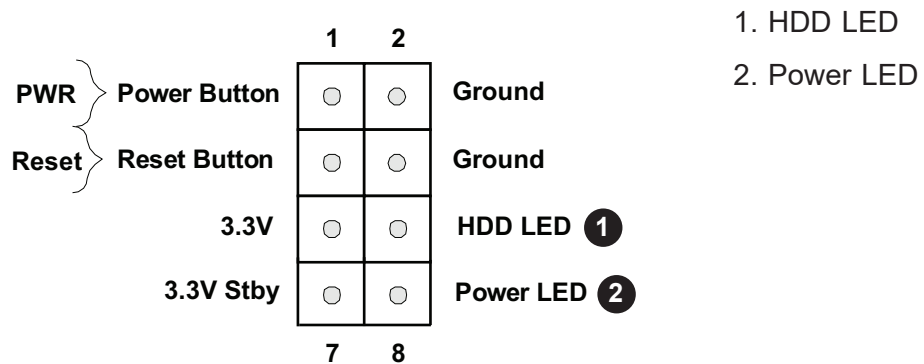 1. HDD LED
2. Power LED
1 2
PWR Power Button Ground
Reset Reset Button Ground
3.3V HDD LED 1
3.3V Stby Power LED 2
7 8